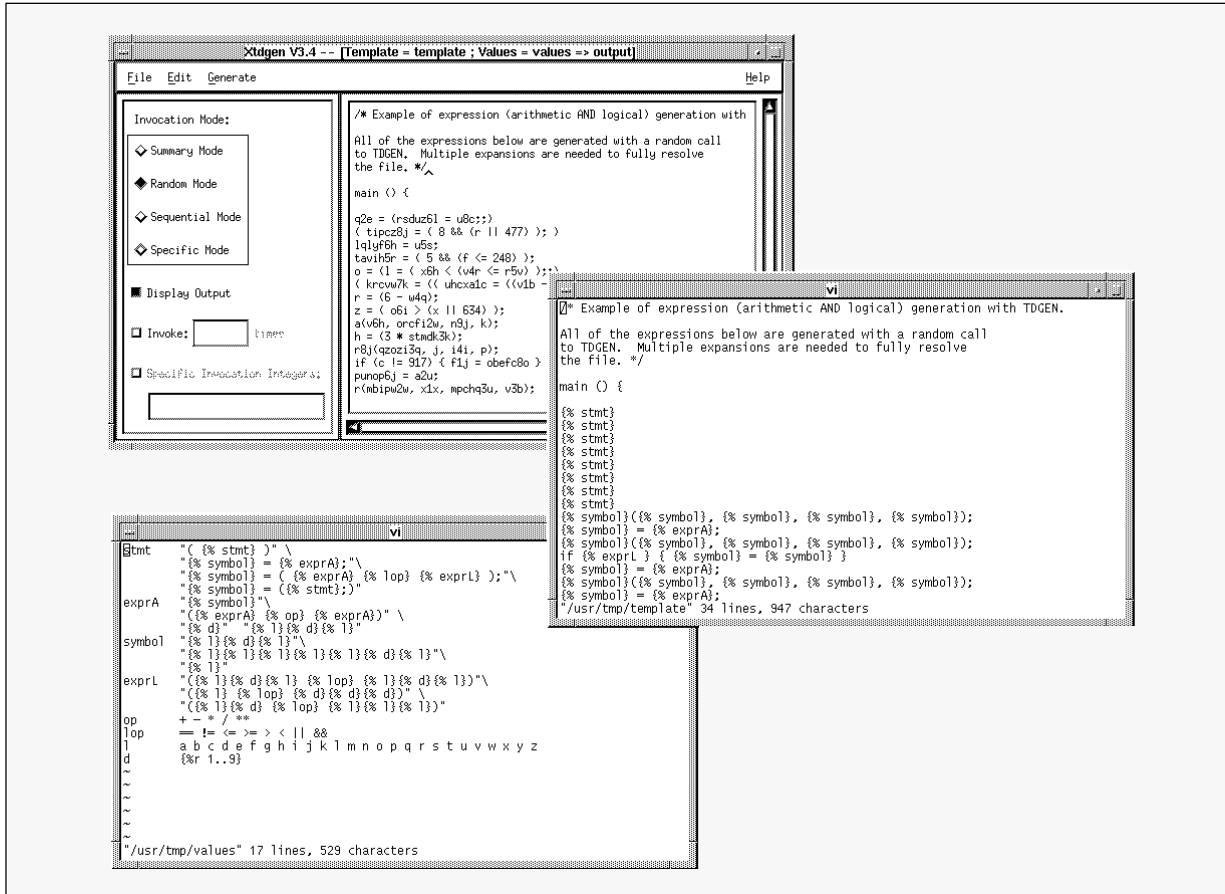 Xtdgen V3.4 -- [Template = template ; Values = values => output]
File Edit Generate Help
Invocation Mode:
Summary Mode
Random Mode
Sequential Mode
Specific Mode
Display Output
Invoke: times
Specific Invocation Integers:
/* Example of expression (arithmetic AND logical) generation with
All of the expressions below are generated with a random call
to TDGEN. Multiple expansions are needed to fully resolve
the file. */
main () {
q2e = (rsduz6l = u8c;;)
( tipcz8j = ( 8 && (r || 477) ); )
lqlyf6h = u5s;
tavih5r = ( 5 && (f <= 248) );
o = (l = ( x6h < (v4r <= r5v) );;)
( krcvw7k = (( uhcxa1c = ((v1b -
r = (6 - w4q);
z = ( o6i > (x || 634) );
a(v6h, orcfi2w, n9j, k);
h = (3 * stmdk3k);
r8j(qzozi3q, j, i4i, p);
if (c != 917) { f1j = obefc8o }
punop6j = a2u;
r(mbipw2w, x1x, mpchq3u, v3b);
vi
/* Example of expression (arithmetic AND logical) generation with TDGEN.
All of the expressions below are generated with a random call
to TDGEN. Multiple expansions are needed to fully resolve
the file. */
main () {
{% stmt}
{% stmt}
{% stmt}
{% stmt}
{% stmt}
{% stmt}
{% stmt}
{% stmt}
{% symbol}({% symbol}, {% symbol}, {% symbol}, {% symbol});
{% symbol} = {% exprA};
{% symbol}({% symbol}, {% symbol}, {% symbol}, {% symbol});
if {% exprL } { {% symbol} = {% symbol} }
{% symbol} = {% exprA};
{% symbol}({% symbol}, {% symbol}, {% symbol}, {% symbol});
{% symbol} = {% exprA};
"/usr/tmp/template" 34 lines, 947 characters
vi
stmt "( {% stmt} )" \
"{% symbol} = {% exprA};"\
"{% symbol} = ( {% exprA} {% lop} {% exprL} );"\
"{% symbol} = ({% stmt};)"
exprA "{% symbol}"\
"({% exprA} {% op} {% exprA})" \
"{% d}" "{% l}{% d}{% l}"
symbol "{% l}{% d}{% l}"\
"{% l}{% l}{% l}{% l}{% l}{% d}{% l}"\
"{% l}"
exprL "({% l}{% d}{% l} {% lop} {% l}{% d}{% l})"\
"({% l} {% lop} {% d}{% d}{% d})" \
"({% l}{% d} {% lop} {% l}{% l}{% l})"
op + - * / **
lop == != <= >= > < || &&
l a b c d e f g h i j k l m n o p q r s t u v w x y z
d {%r 1..9}
~
~
~
~
~
~
"/usr/tmp/values" 17 lines, 529 characters